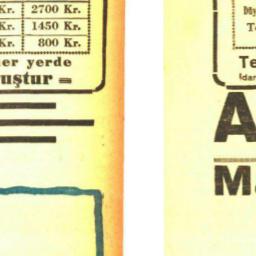 Kr. 2700 Kr.
Kr. 1450 Kr.
Kr. 800 Kr.
er yerde
uştur =
My
Te
Te
İdar
A
M